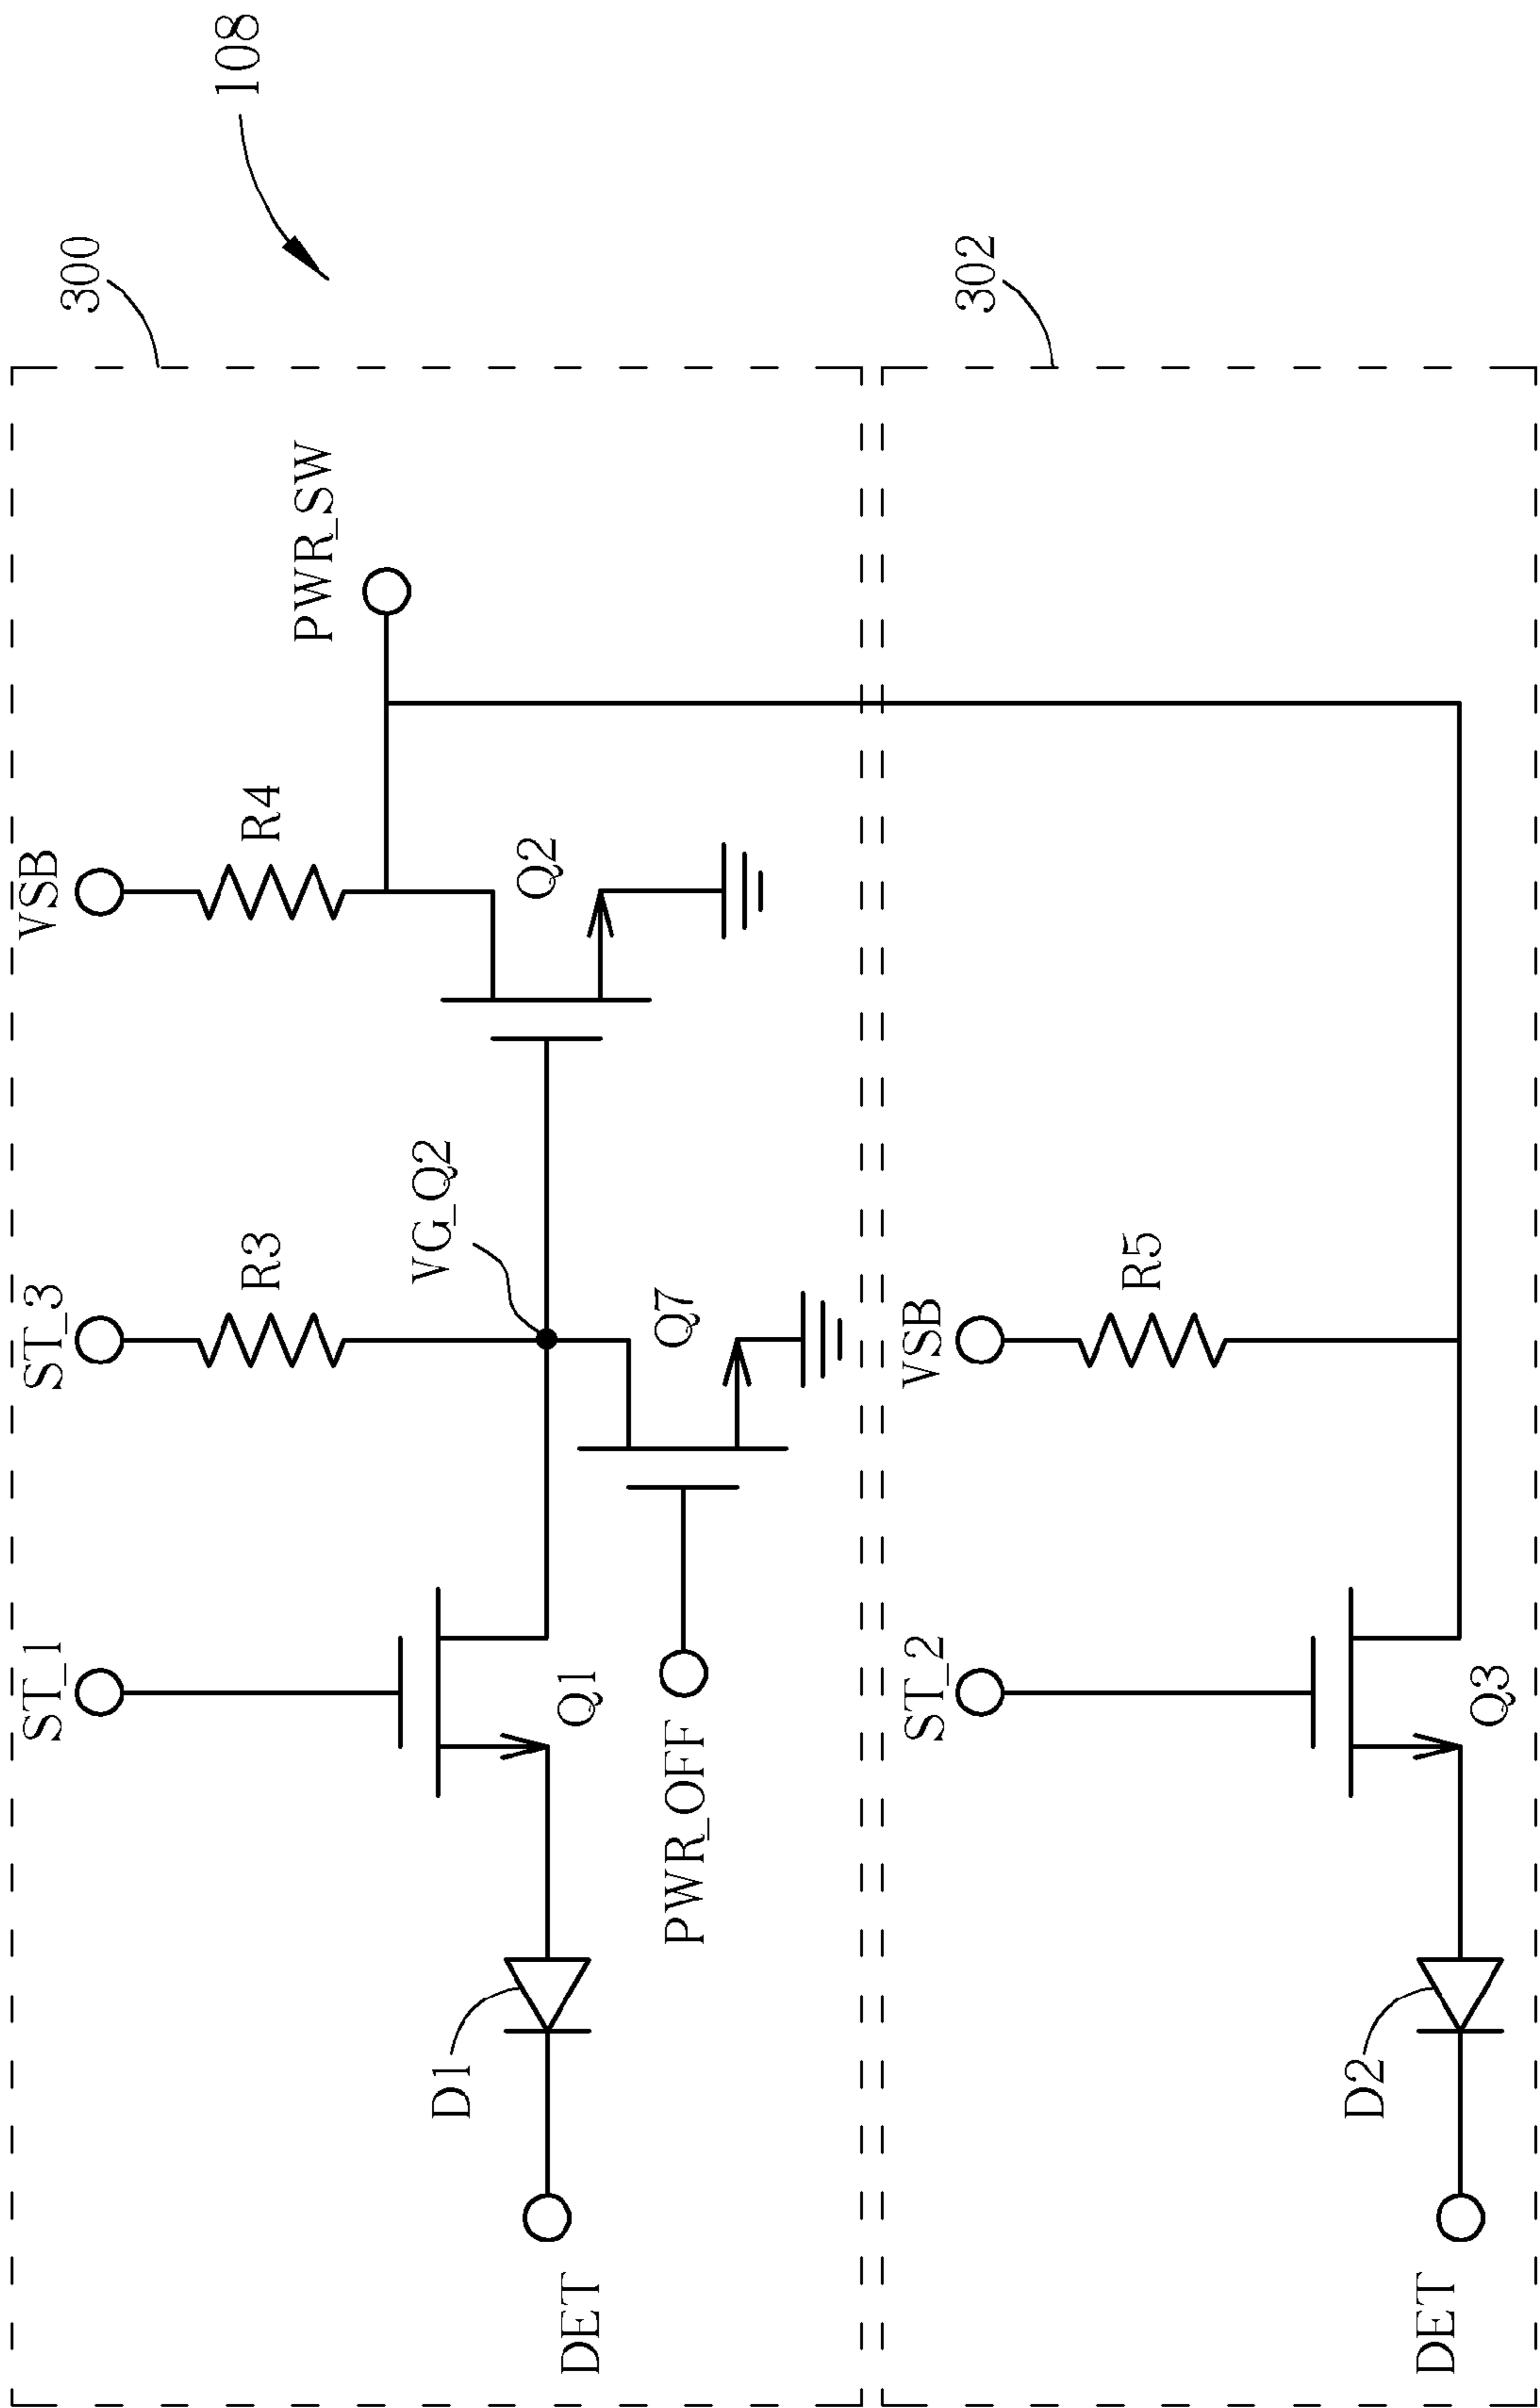 108
300
VSB
ST_3
ST_1
R4
R3
PWR_SW
VG_Q2
Q2
Q7
Q1
D1
PWR_OFF
DET
302
VSB
ST_2
R5
Q3
D2
DET